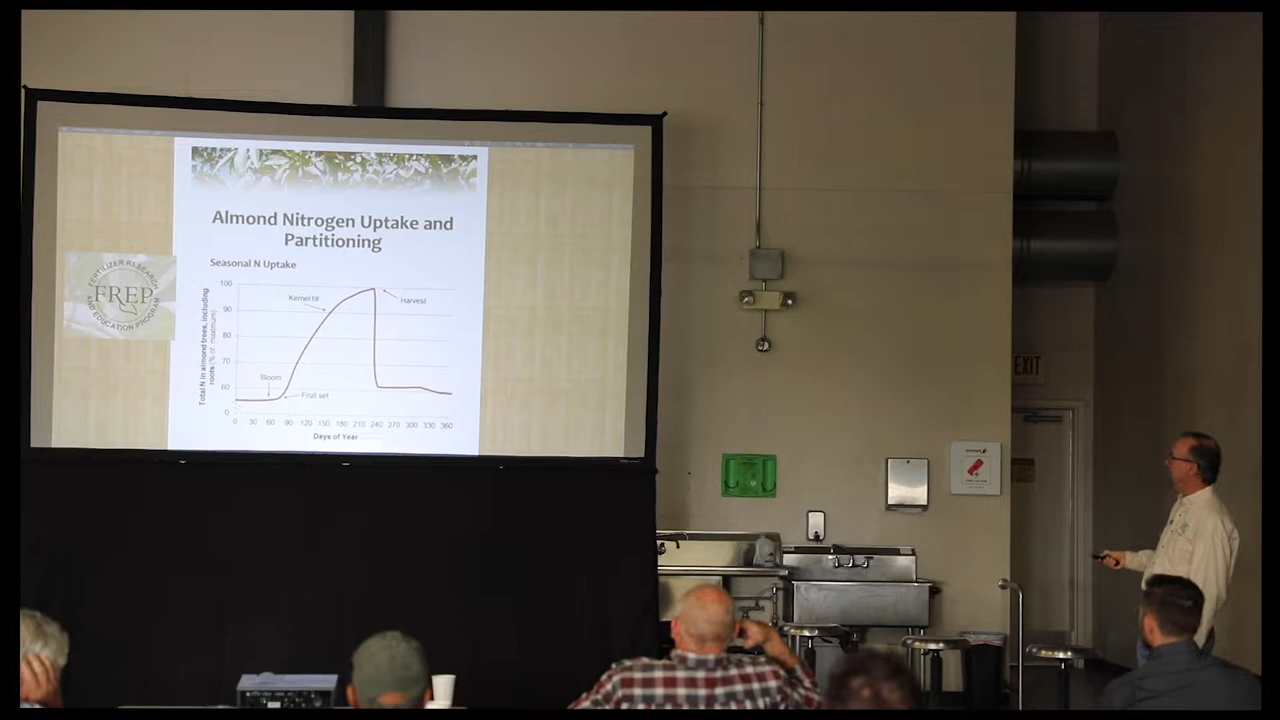 Almond Nitrogen Uptake and
Partitioning
Seasonal N Uptake
FERTILIZER RESEARCH
FREP
AND EDUCATION PROGRAM
Total N in almond trees, including
roots (% of maximum)
100
90
80
70
60
0
Kernel fill
Harvest
Bloom
Fruit set
0 30 60 90 120 150 180 210 240 270 300 330 360
Days of Year
EXIT